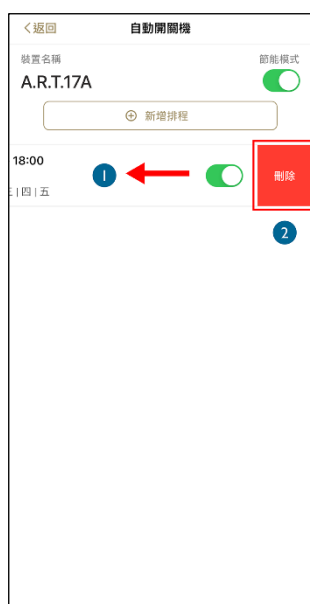 く返回 自動開關機
裝置名稱 節能模式
A.R.T.17A
⊕ 新增排程
18:00
1 刪除
三 | 四 | 五
2